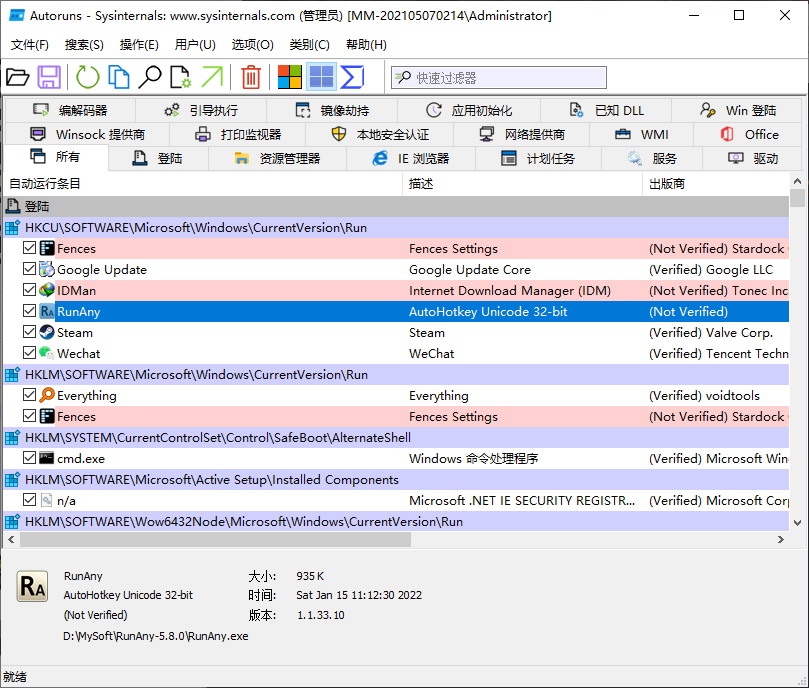 Autoruns - Sysinternals: www.sysinternals.com (管理员) [MM-202105070214\Administrator]
文件(F) 搜索(S) 操作(E) 用户(U) 选项(O) 类别(C) 帮助(H)
快速过滤器
编解码器 引导执行 镜像劫持 应用初始化 已知 DLL Win 登陆
Winsock 提供商 打印监视器 本地安全认证 网络提供商 WMI Office
所有 登陆 资源管理器 IE 浏览器 计划任务 服务 驱动
自动运行条目 描述 出版商
登陆
HKCU\SOFTWARE\Microsoft\Windows\CurrentVersion\Run
Fences Fences Settings (Not Verified) Stardock
Google Update Google Update Core (Verified) Google LLC
IDMan Internet Download Manager (IDM) (Not Verified) Tonec Inc.
RunAny AutoHotkey Unicode 32-bit (Not Verified)
Steam Steam (Verified) Valve Corp.
Wechat WeChat (Verified) Tencent Techn
HKLM\SOFTWARE\Microsoft\Windows\CurrentVersion\Run
Everything Everything (Verified) voidtools
Fences Fences Settings (Not Verified) Stardock
HKLM\SYSTEM\CurrentControlSet\Control\SafeBoot\AlternateShell
cmd.exe Windows 命令处理程序 (Verified) Microsoft Win
HKLM\SOFTWARE\Microsoft\Active Setup\Installed Components
n/a Microsoft .NET IE SECURITY REGISTR... (Verified) Microsoft Corp
HKLM\SOFTWARE\Wow6432Node\Microsoft\Windows\CurrentVersion\Run
RA
RunAny 大小: 935 K
AutoHotkey Unicode 32-bit 时间: Sat Jan 15 11:12:30 2022
(Not Verified) 版本: 1.1.33.10
D:\MySoft\RunAny-5.8.0\RunAny.exe
就绪